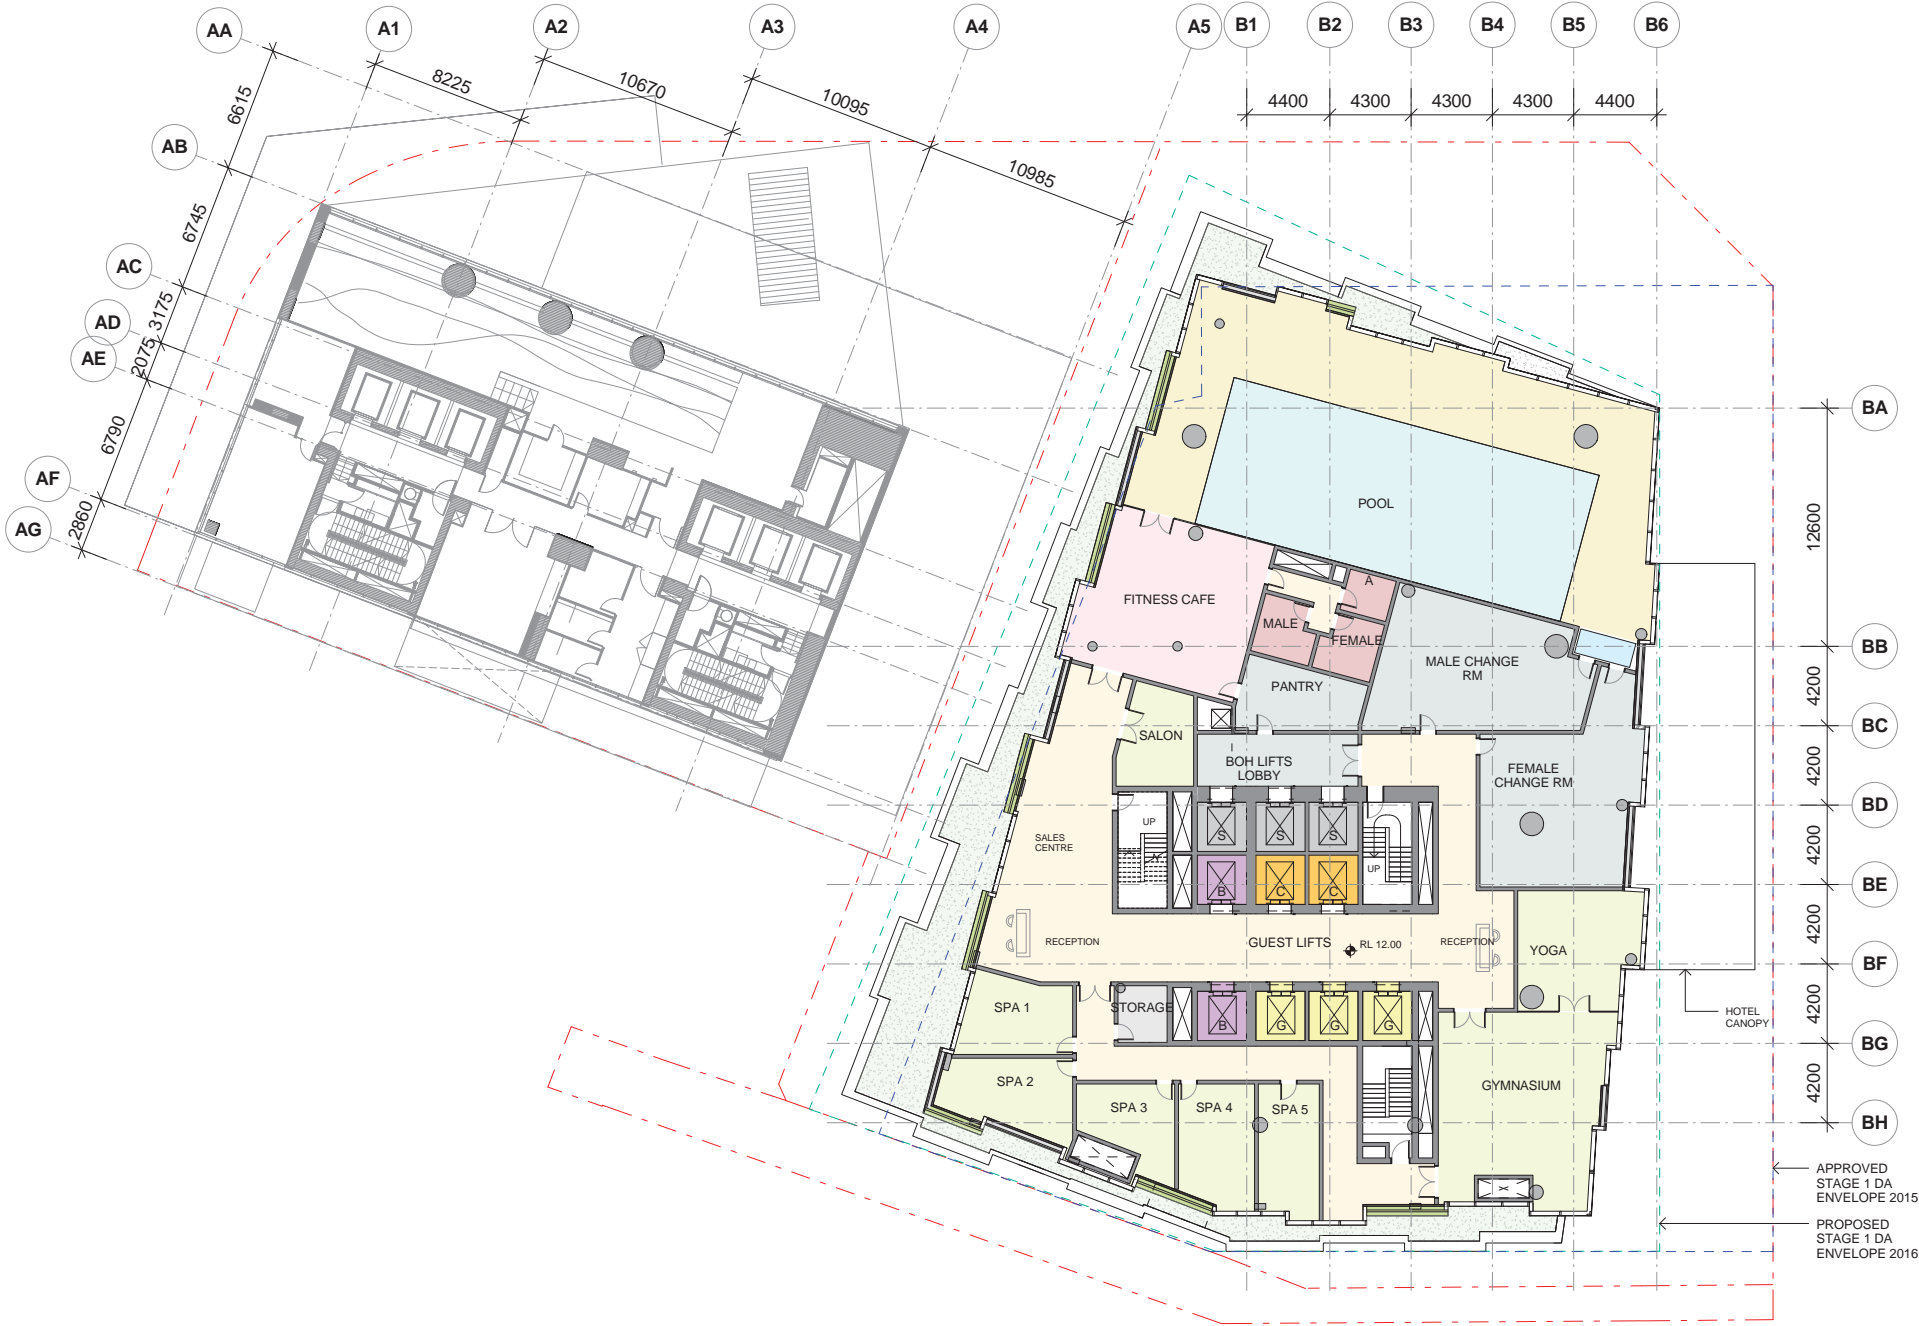 AA
A1
A2
A3
A4
A5
B1
B2
B3
B4
B5
B6
8225
10670
10095
10985
4400
4300
4300
4300
4400
6615
AB
6745
AC
3175
AD
2075
AE
6790
AF
2860
AG
BA
12600
BB
4200
BC
4200
BD
4200
BE
4200
BF
4200
BG
4200
BH
POOL
FITNESS CAFE
A
MALE
FEMALE
MALE CHANGE
RM
PANTRY
SALON
BOH LIFTS
LOBBY
FEMALE
CHANGE RM
UP
S
S
S
SALES
CENTRE
UP
B
C
C
RECEPTION
GUEST LIFTS
RL 12.00
RECEPTION
YOGA
SPA 1
STORAGE
B
G
G
G
HOTEL
CANOPY
SPA 2
SPA 3
SPA 4
SPA 5
GYMNASIUM
APPROVED
STAGE 1 DA
ENVELOPE 2015
PROPOSED
STAGE 1 DA
ENVELOPE 2016